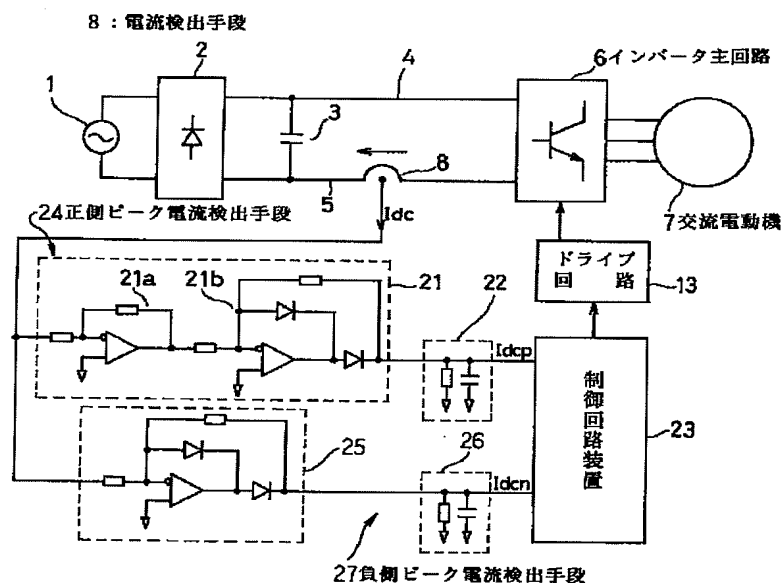 8：電流検出手段
2
4
6インバータ主回路
1
3
8
5
Idc
7交流電動機
24正側ピーク電流検出手段
ドライブ
回路
13
21a
21b
21
22
Idcp
制御回路装置
23
25
26
Idcn
27負側ピーク電流検出手段